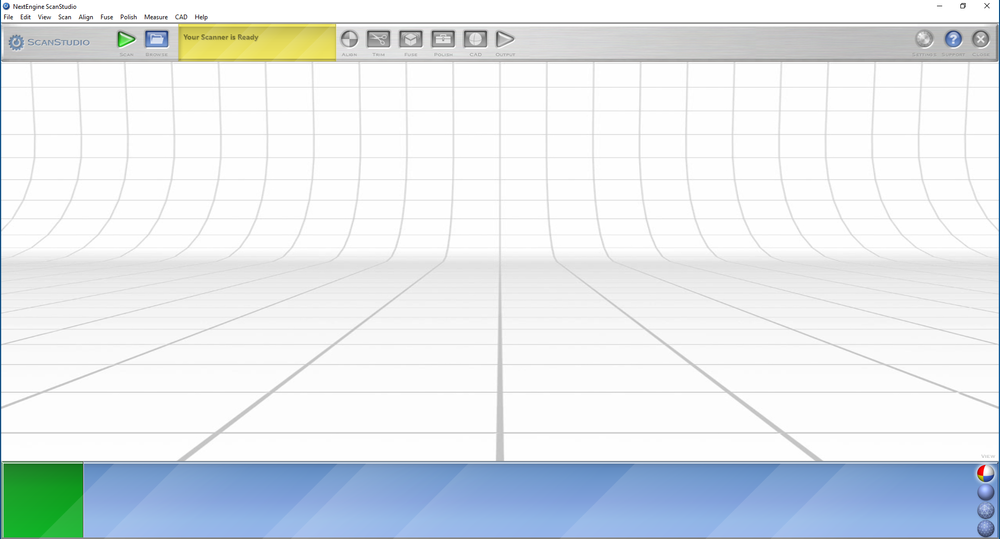 NextEngine ScanStudio
File Edit View Scan Align Fuse Polish Measure CAD Help
SCANSTUDIO
SCAN BROWSE
Your Scanner is Ready
ALIGN TRIM FUSE POLISH CAD OUTPUT
SETTINGS SUPPORT CLOSE
VIEW